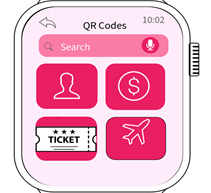 10:02
QR Codes
Search
$
TICKET